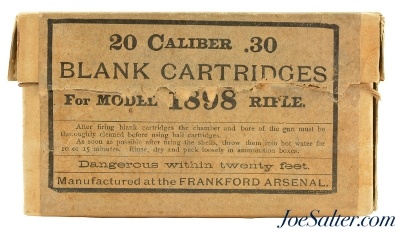 20 CALIBER .30
BLANK CARTRIDGES
FOR MODEL 1898 RIFLE.
After firing blank cartridges the chamber and bore of the gun must be
thoroughly cleaned before using ball cartridges.
As soon as possible after firing the shells, throw them into hot water for
10 or 15 minutes. Rinse, dry and pack loosely in ammunition boxes.
Dangerous within twenty feet.
Manufactured at the FRANKFORD ARSENAL.
JoeSalter.com